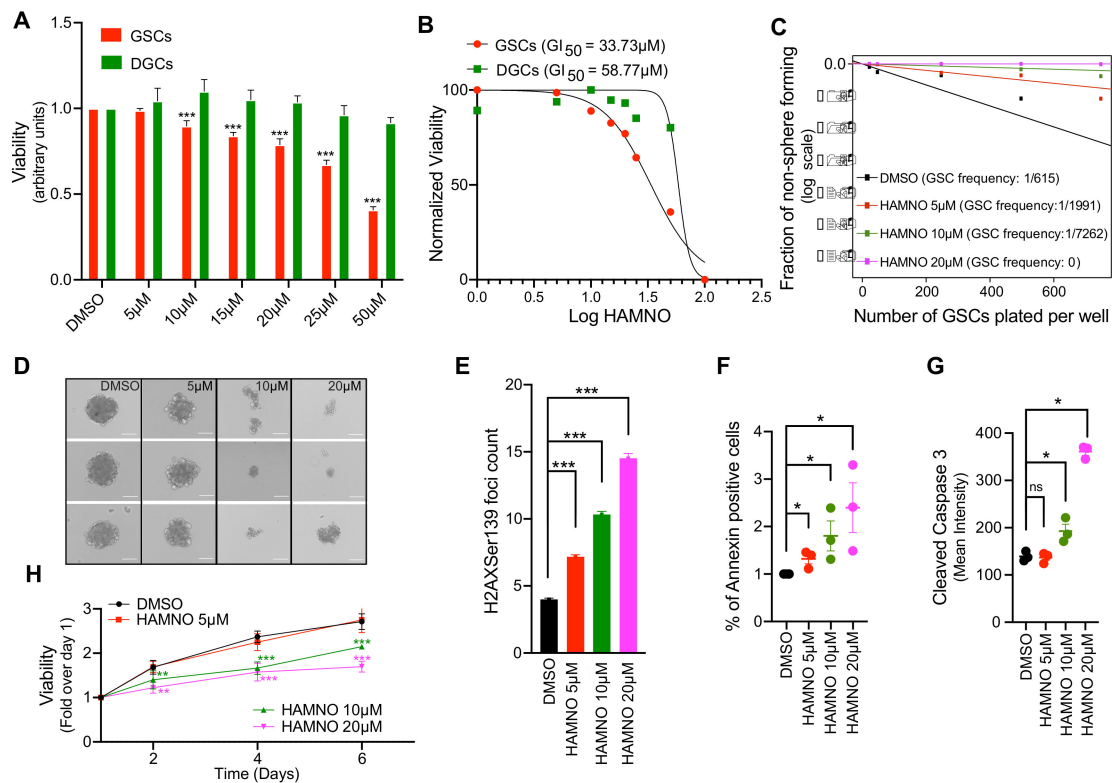 A
Viability
(arbitrary units)
1.5
1.0
0.5
0.0
GSCs
DGCs
***
***
***
***
***
DMSO
5µM
10µM
15µM
20µM
25µM
50µM
B
GSCs (GI50 = 33.73µM)
DGCs (GI50 = 58.77µM)
Normalized Viability
100
50
0
0.0
0.5
1.0
1.5
2.0
2.5
Log HAMNO
C
Fraction of non-sphere forming
(log scale)
0.0
DMSO (GSC frequency: 1/615)
HAMNO 5µM (GSC frequency:1/1991)
HAMNO 10µM (GSC frequency:1/7262)
HAMNO 20µM (GSC frequency: 0)
0
200
400
600
Number of GSCs plated per well
D
DMSO
5µM
10µM
20µM
E
H2AXSer139 foci count
20
15
10
5
0
***
***
***
DMSO
HAMNO 5µM
HAMNO 10µM
HAMNO 20µM
F
% of Annexin positive cells
4
3
2
1
0
*
*
*
DMSO
HAMNO 5µM
HAMNO 10µM
HAMNO 20µM
G
Cleaved Caspase 3
(Mean Intensity)
400
300
200
100
0
*
*
ns
DMSO
HAMNO 5µM
HAMNO 10µM
HAMNO 20µM
H
Viability
(Fold over day 1)
3
2
1
0
DMSO
HAMNO 5µM
**
**
***
***
***
***
HAMNO 10µM
HAMNO 20µM
2
4
6
Time (Days)